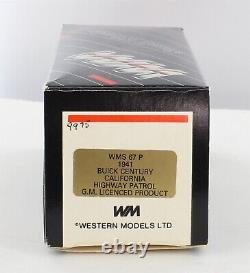 9975
WMS 67 P
1941
BUICK CENTURY
CALIFORNIA
HIGHWAY PATROL
G.M. LICENCED PRODUCT
WM
©WESTERN MODELS LTD